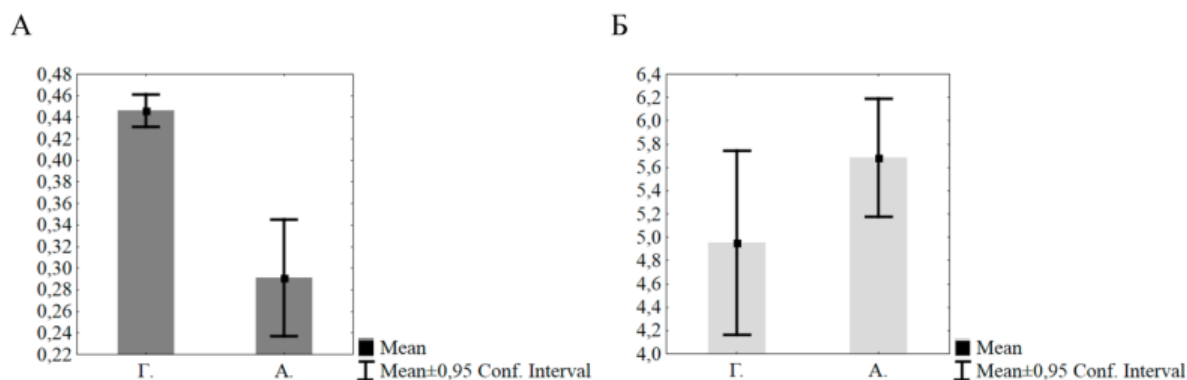 А
0,48
0,46
0,44
0,42
0,40
0,38
0,36
0,34
0,32
0,30
0,28
0,26
0,24
0,22
Г.
А.
Mean
Mean±0,95 Conf. Interval
Б
6,4
6,2
6,0
5,8
5,6
5,4
5,2
5,0
4,8
4,6
4,4
4,2
4,0
Г.
А.
Mean
Mean±0,95 Conf. Interval